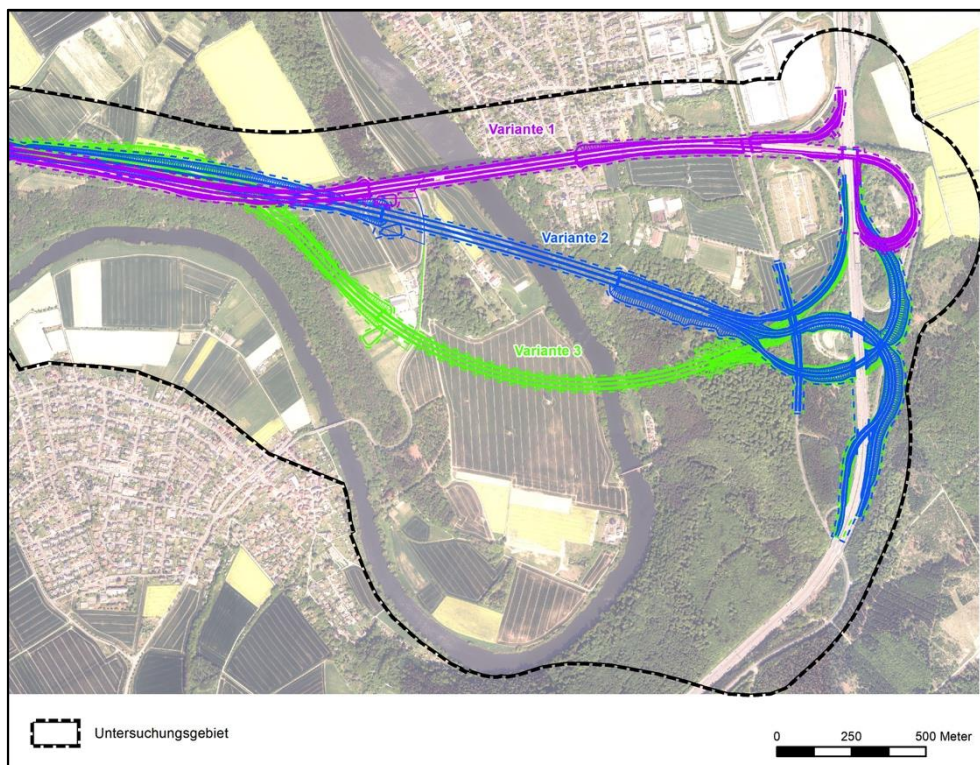 Variante 1
Variante 2
Variante 3
Untersuchungsgebiet
0 250 500 Meter